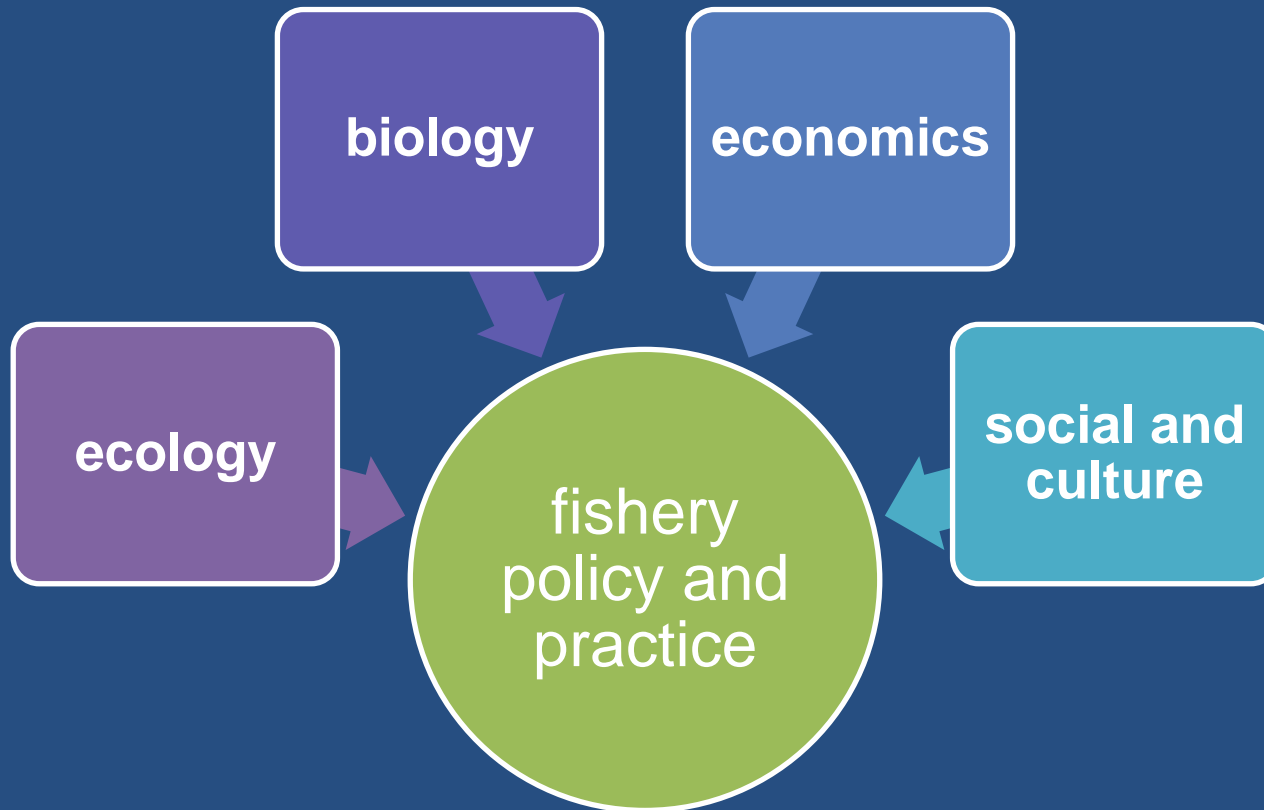 biology
economics
ecology
social and
culture
fishery
policy and
practice